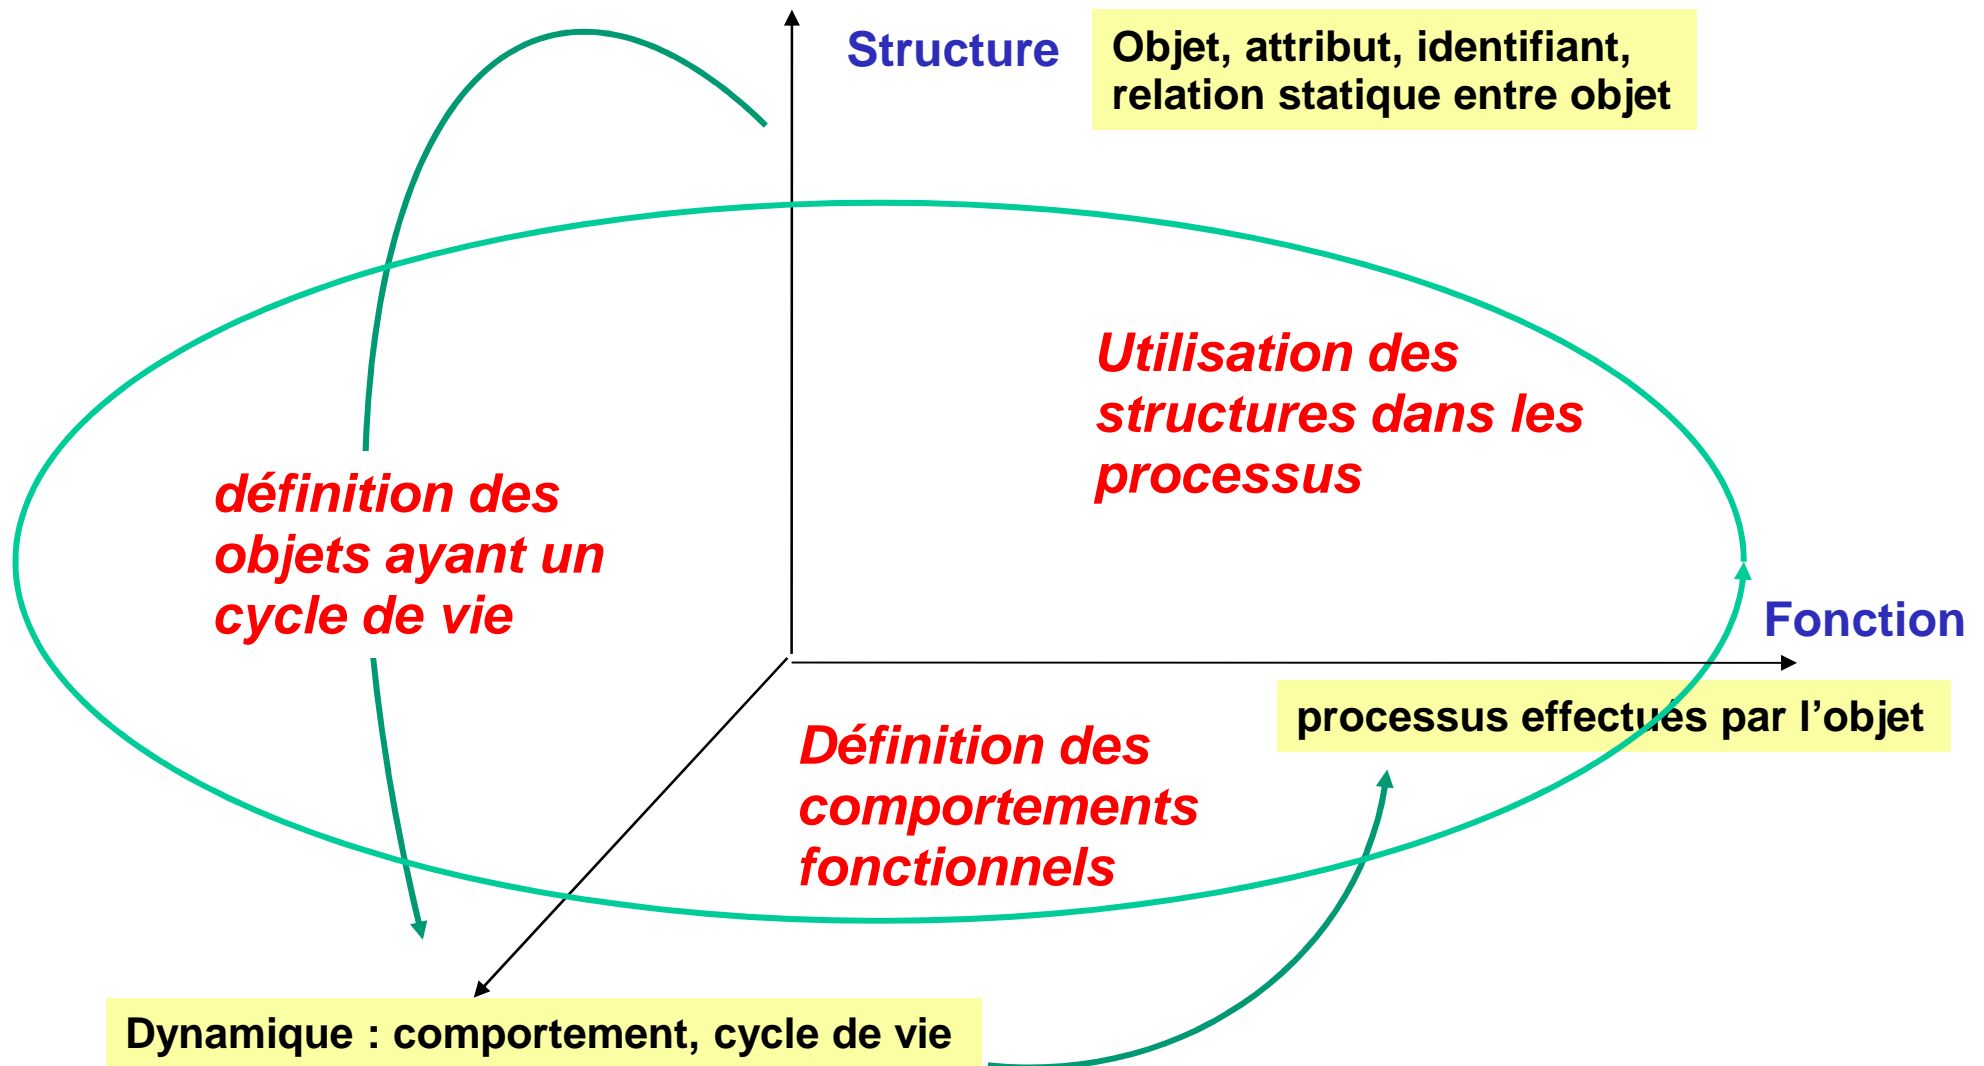 Structure
Objet, attribut, identifiant,
relation statique entre objet
Utilisation des
structures dans les
processus
définition des
objets ayant un
cycle de vie
Fonction
processus effectués par l’objet
Définition des
comportements
fonctionnels
Dynamique : comportement, cycle de vie